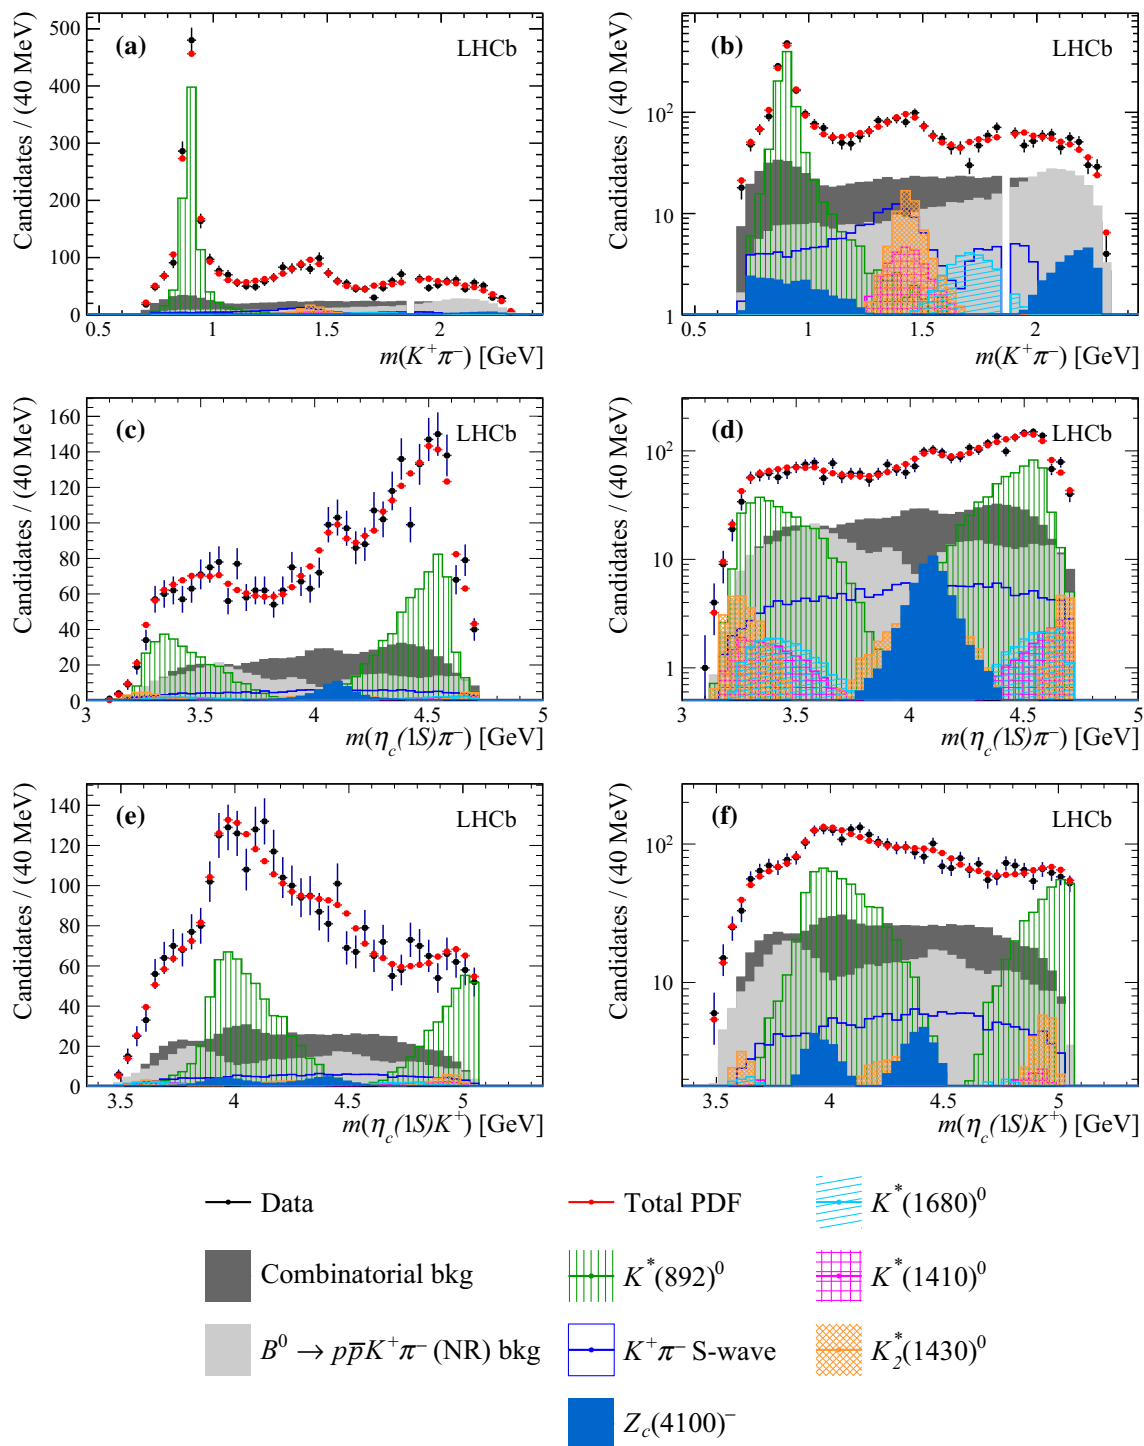 Candidates / (40 MeV)
500
400
300
200
100
0
(a)
LHCb
0.5
1
1.5
2
m(K⁺π⁻) [GeV]
Candidates / (40 MeV)
10²
10
1
(b)
LHCb
0.5
1
1.5
2
m(K⁺π⁻) [GeV]
Candidates / (40 MeV)
160
140
120
100
80
60
40
20
0
(c)
LHCb
3
3.5
4
4.5
5
m(η_c(1S)π⁻) [GeV]
Candidates / (40 MeV)
10²
10
1
(d)
LHCb
3
3.5
4
4.5
5
m(η_c(1S)π⁻) [GeV]
Candidates / (40 MeV)
140
120
100
80
60
40
20
0
(e)
LHCb
3.5
4
4.5
5
m(η_c(1S)K⁺) [GeV]
Candidates / (40 MeV)
10²
10
(f)
LHCb
3.5
4
4.5
5
m(η_c(1S)K⁺) [GeV]
Data
Total PDF
K*(1680)⁰
Combinatorial bkg
K*(892)⁰
K*(1410)⁰
B⁰ → pp̅K⁺π⁻ (NR) bkg
K⁺π⁻ S-wave
K₂*(1430)⁰
Z_c(4100)⁻